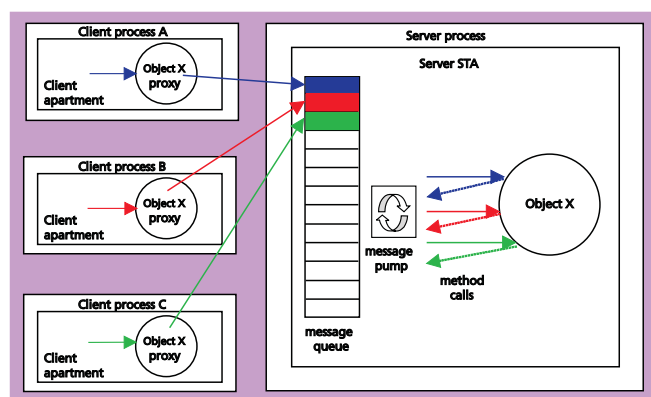 Client process A
Object X
proxy
Client
apartment
Client process B
Object X
proxy
Client
apartment
Client process C
Object X
proxy
Client
apartment
Server process
Server STA
message
pump
Object X
method
calls
message
queue